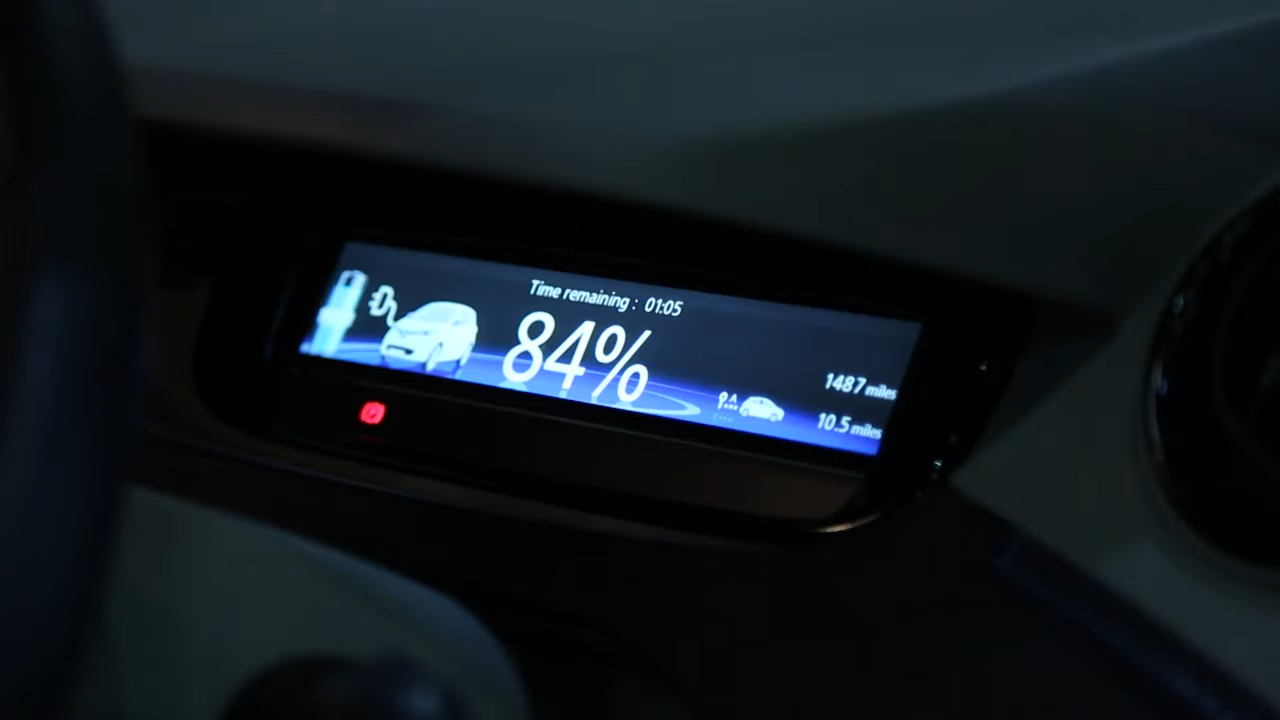 Time remaining : 01:05
84%
A
1487 miles
10.5 miles